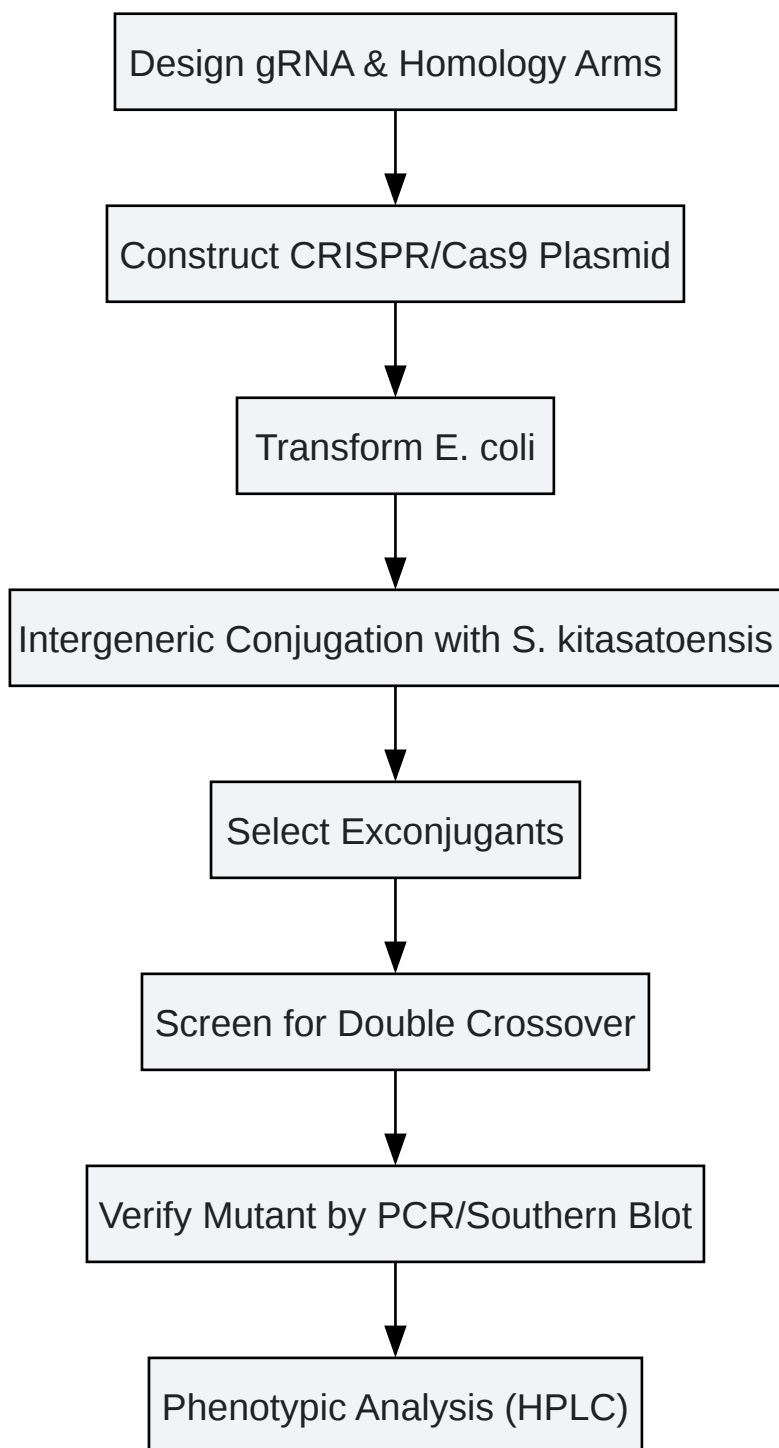 Design gRNA & Homology Arms
Construct CRISPR/Cas9 Plasmid
Transform E. coli
Intergeneric Conjugation with S. kitasatoensis
Select Exconjugants
Screen for Double Crossover
Verify Mutant by PCR/Southern Blot
Phenotypic Analysis (HPLC)